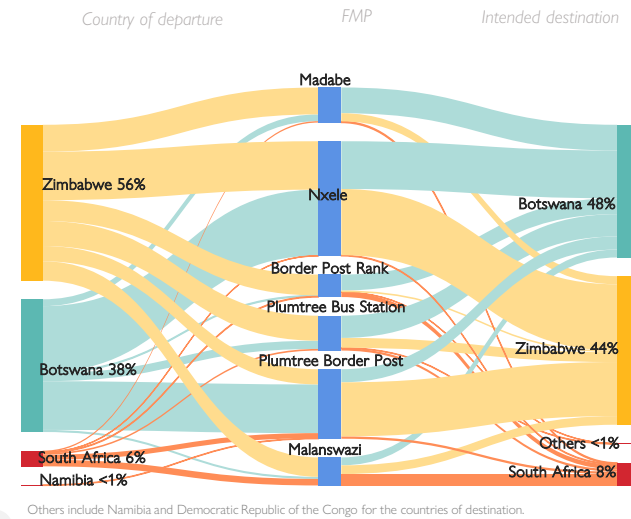 Country of departure
FMP
Intended destination
Madabe
Zimbabwe 56%
Nxele
Botswana 48%
Border Post Rank
Plumtree Bus Station
Zimbabwe 44%
Plumtree Border Post
Botswana 38%
Others <1%
Malanswazi
South Africa 6%
South Africa 8%
Namibia <1%
Others include Namibia and Democratic Republic of the Congo for the countries of destination.